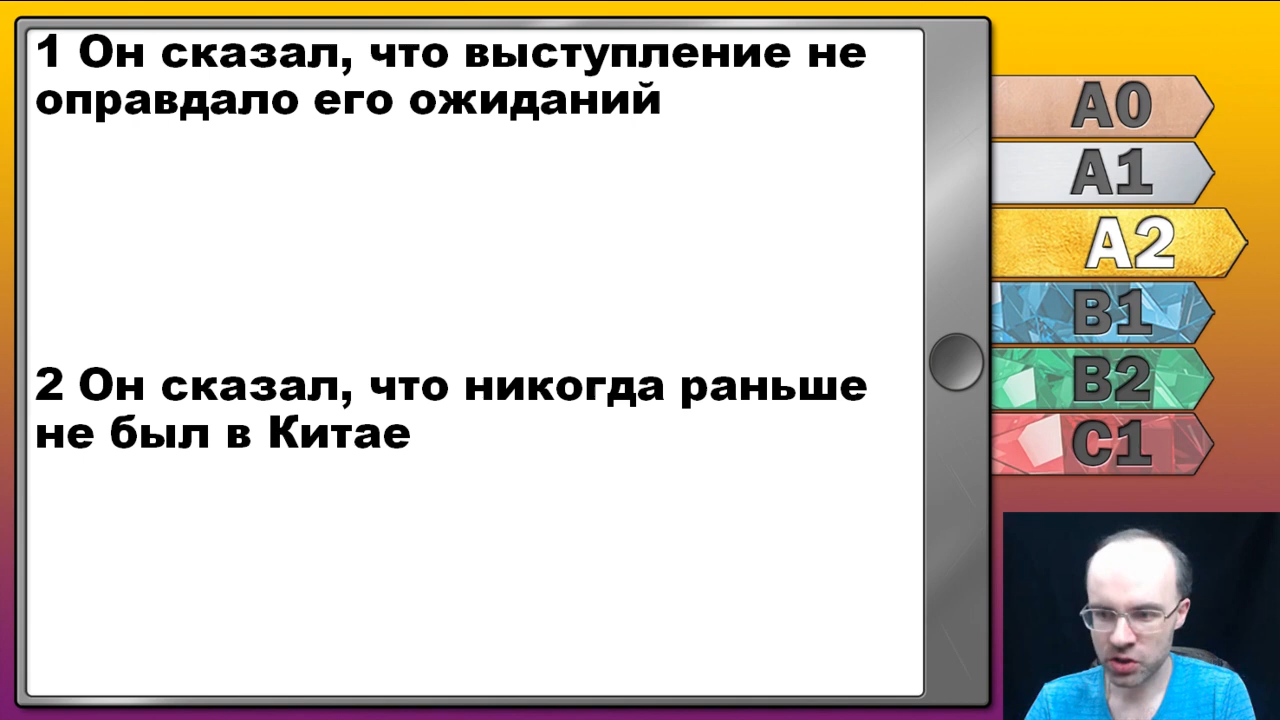 1 Он сказал, что выступление не
оправдало его ожиданий
2 Он сказал, что никогда раньше
не был в Китае
A0
A1
A2
B1
B2
C1